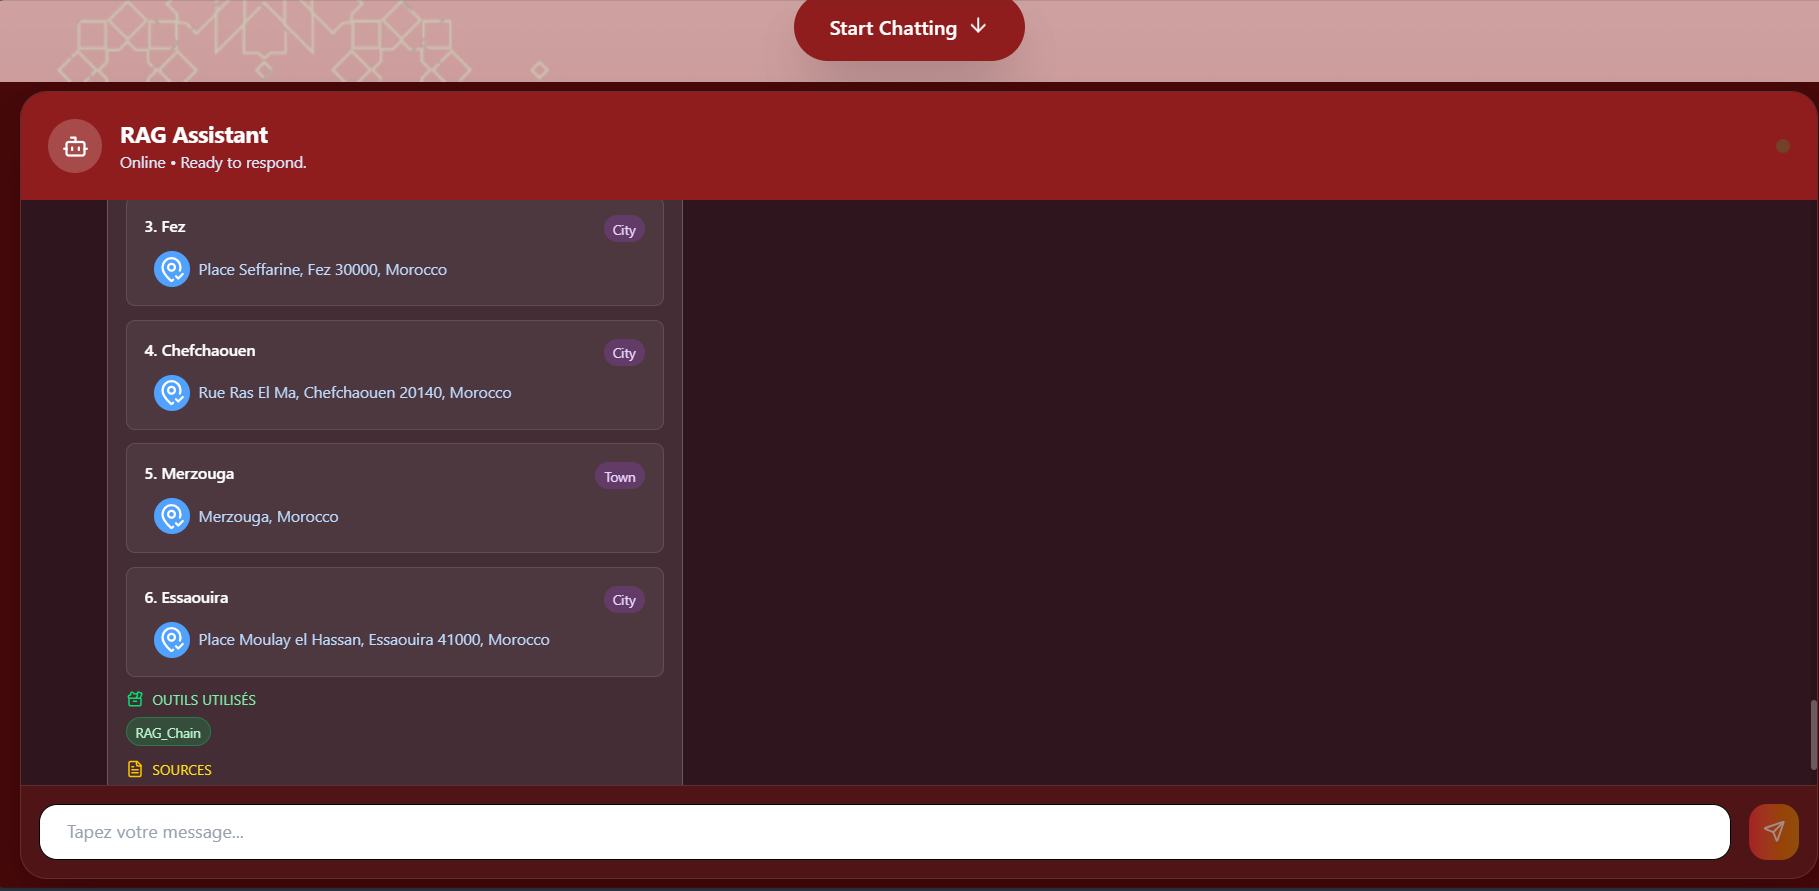 Start Chatting
RAG Assistant
Online • Ready to respond.
3. Fez
City
Place Seffarine, Fez 30000, Morocco
4. Chefchaouen
City
Rue Ras El Ma, Chefchaouen 20140, Morocco
5. Merzouga
Town
Merzouga, Morocco
6. Essaouira
City
Place Moulay el Hassan, Essaouira 41000, Morocco
OUTILS UTILISÉS
RAG_Chain
SOURCES
Tapez votre message...